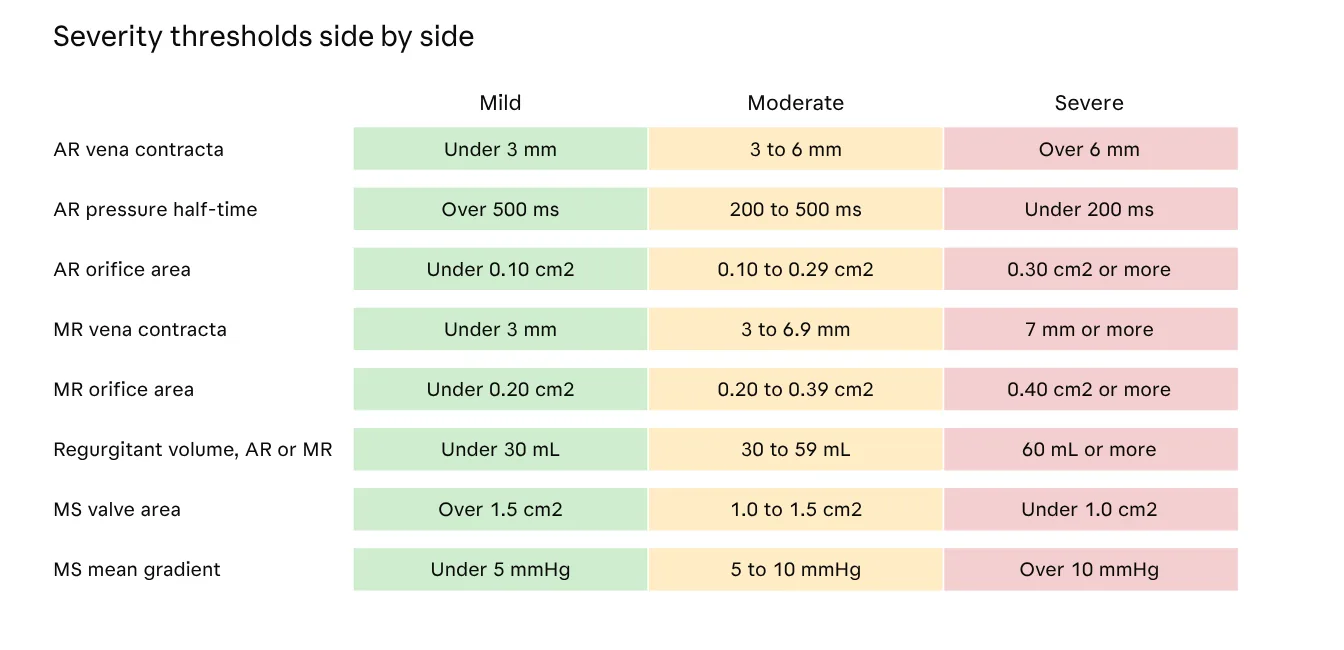 Severity thresholds side by side
Mild Moderate Severe
AR vena contracta Under 3 mm 3 to 6 mm Over 6 mm
AR pressure half-time Over 500 ms 200 to 500 ms Under 200 ms
AR orifice area Under 0.10 cm2 0.10 to 0.29 cm2 0.30 cm2 or more
MR vena contracta Under 3 mm 3 to 6.9 mm 7 mm or more
MR orifice area Under 0.20 cm2 0.20 to 0.39 cm2 0.40 cm2 or more
Regurgitant volume, AR or MR Under 30 mL 30 to 59 mL 60 mL or more
MS valve area Over 1.5 cm2 1.0 to 1.5 cm2 Under 1.0 cm2
MS mean gradient Under 5 mmHg 5 to 10 mmHg Over 10 mmHg